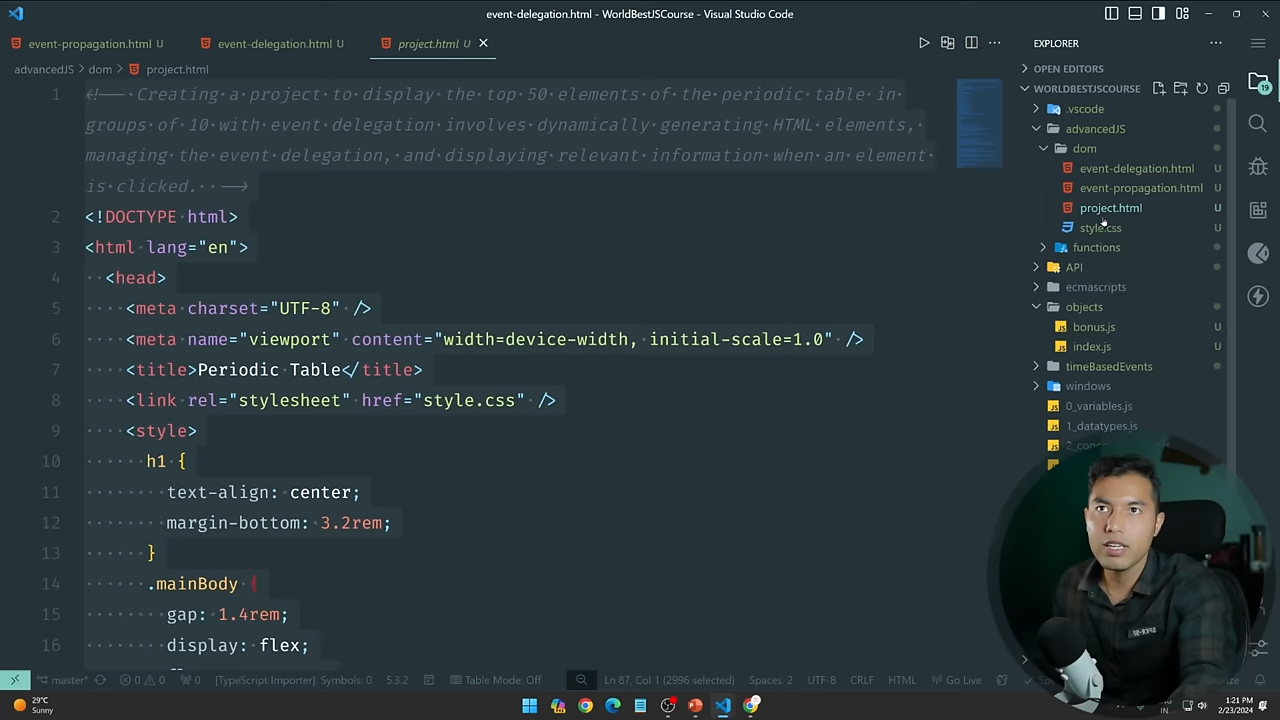 event-delegation.html - WorldBestJSCourse - Visual Studio Code
event-propagation.html U
event-delegation.html U
project.html U
advancedJS > dom > project.html
1 <!-- Creating a project to display the top 50 elements of the periodic table in
groups of 10 with event delegation involves dynamically generating HTML elements,
managing the event delegation, and displaying relevant information when an element
is clicked. -->
2 <!DOCTYPE html>
3 <html lang="en">
4 <head>
5 <meta charset="UTF-8" />
6 <meta name="viewport" content="width=device-width, initial-scale=1.0" />
7 <title>Periodic Table</title>
8 <link rel="stylesheet" href="style.css" />
9 <style>
10 h1 {
11 text-align: center;
12 margin-bottom: 3.2rem;
13 }
14 .mainBody {
15 gap: 1.4rem;
16 display: flex;
EXPLORER
OPEN EDITORS
WORLDBESTJSCOURSE
.vscode
advancedJS
dom
event-delegation.html U
event-propagation.html U
project.html U
style.css U
functions
API
ecmascripts
objects
bonus.js U
index.js U
timeBasedEvents
windows
0_variables.js
1_datatypes.js
19
master*
0 0
0
[TypeScript Importer] Symbols: 0
5.3.2
Table Mode: Off
Ln 87, Col 1 (2996 selected)
Spaces: 2
UTF-8
CRLF
HTML
Go Live
29°C
Sunny
IN
1:21 PM
2/23/2024